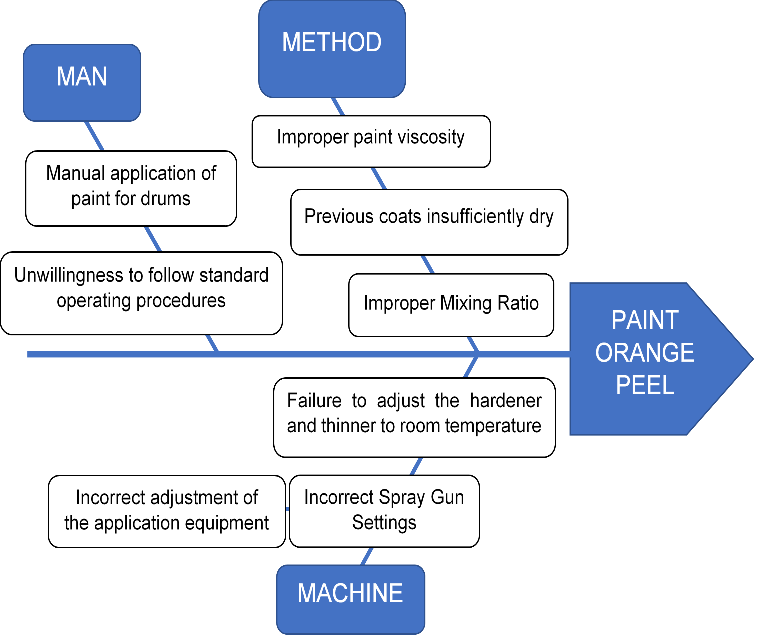 MAN
METHOD
Manual application of
paint for drums
Unwillingness to follow standard
operating procedures
Improper paint viscosity
Previous coats insufficiently dry
Improper Mixing Ratio
PAINT
ORANGE
PEEL
Failure to adjust the hardener
and thinner to room temperature
Incorrect adjustment of
the application equipment
Incorrect Spray Gun
Settings
MACHINE